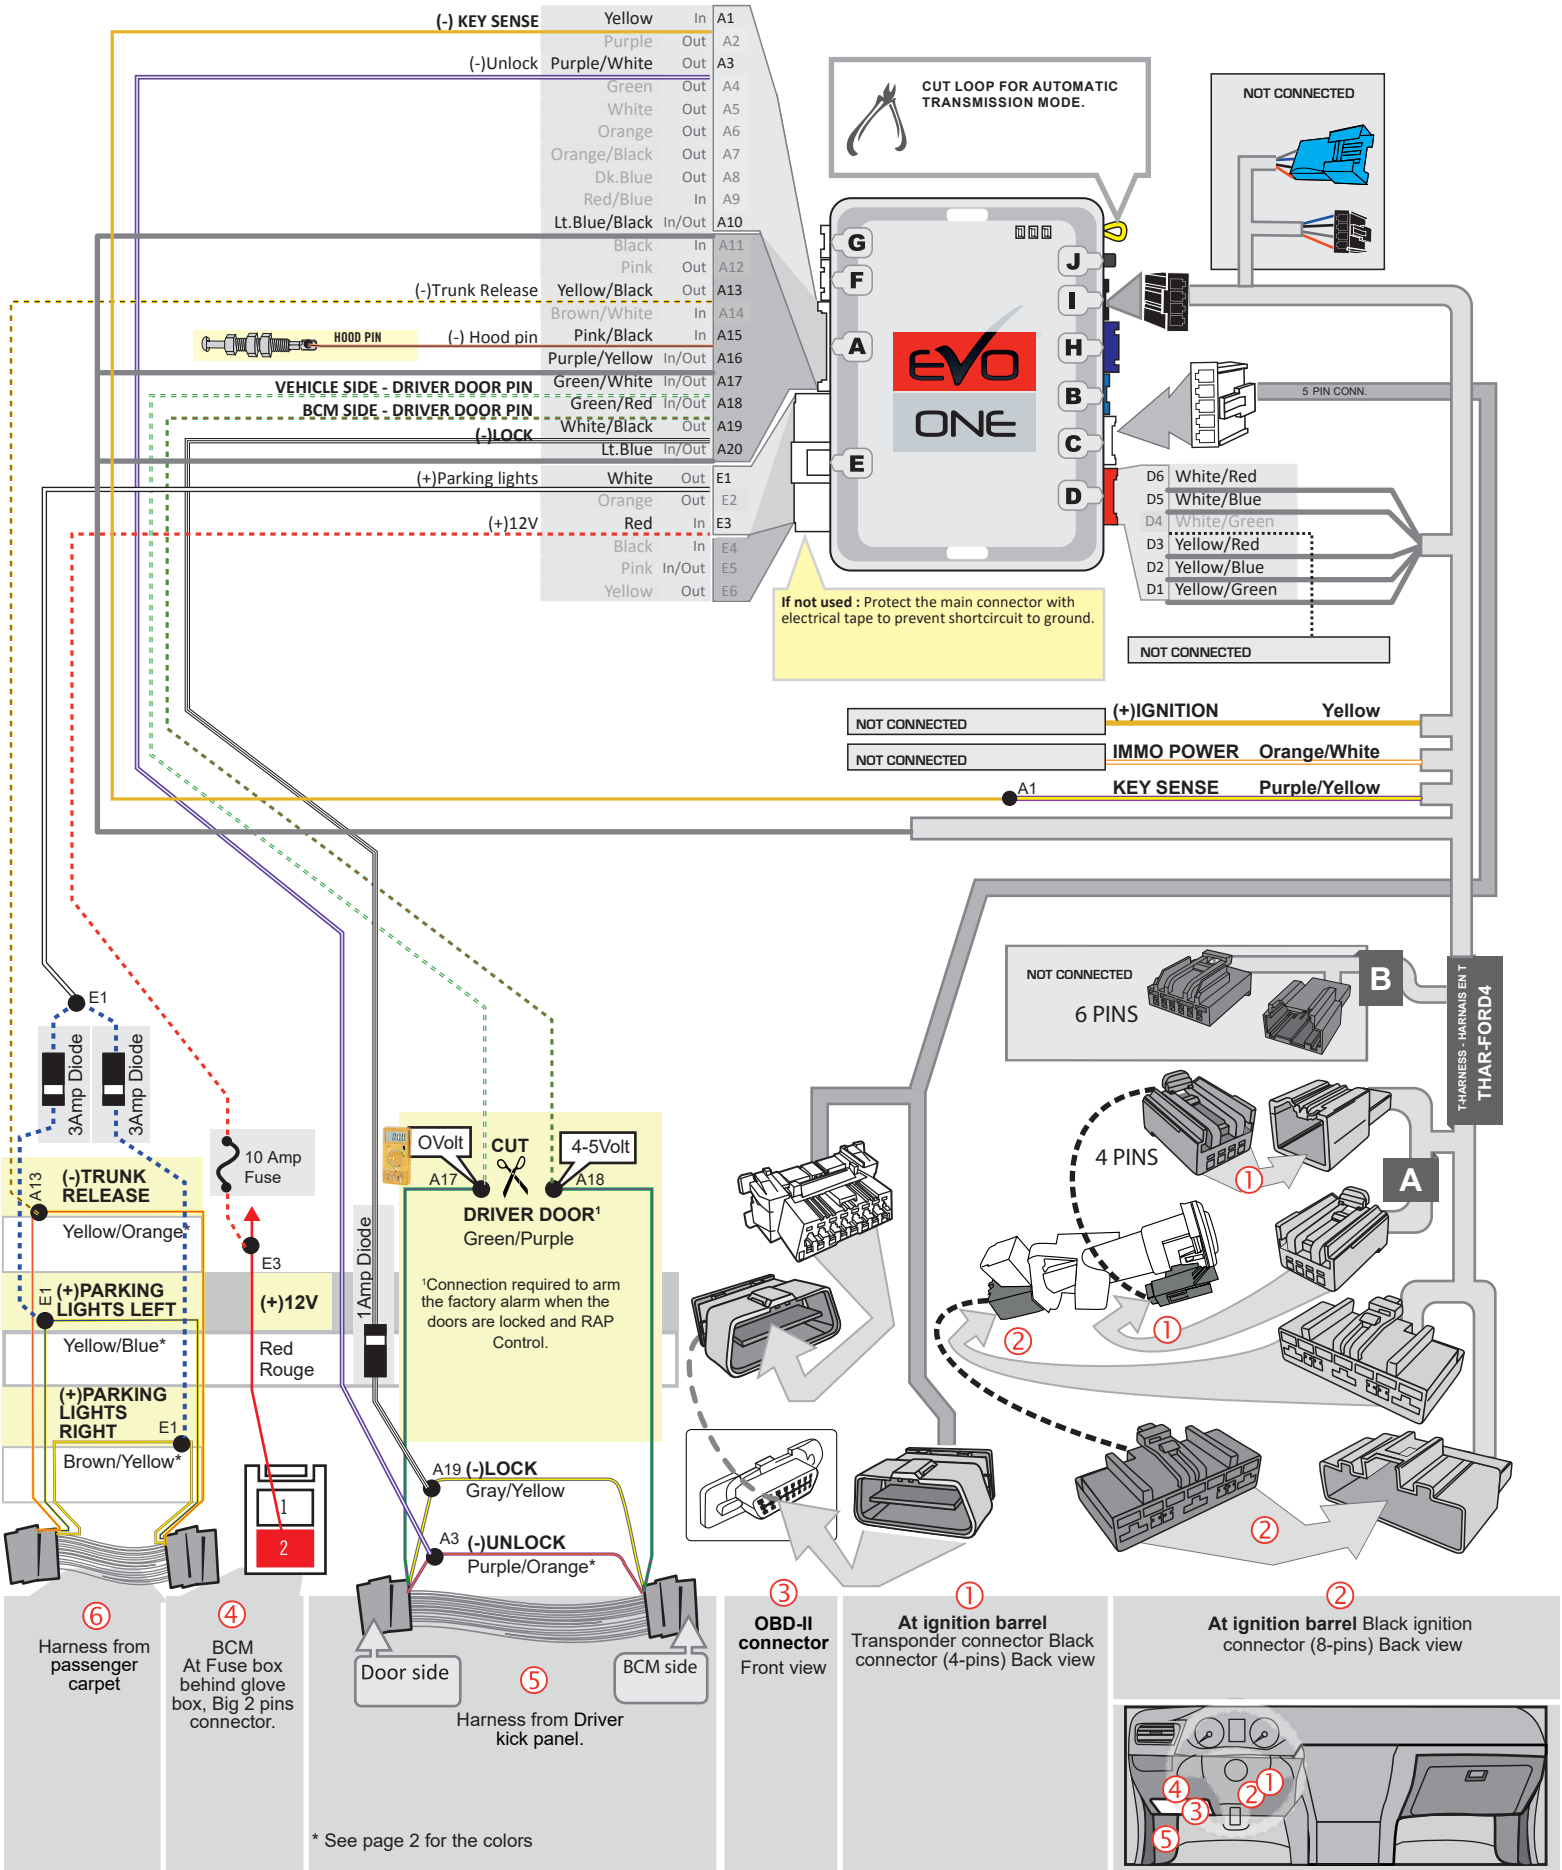 (-) KEY SENSE Yellow In A1
Purple Out A2
(-)Unlock Purple/White Out A3
Green Out A4
White Out A5
Orange Out A6
Orange/Black Out A7
Dk.Blue Out A8
Red/Blue In A9
Lt.Blue/Black In/Out A10
Black In A11
Pink Out A12
(-)Trunk Release Yellow/Black Out A13
Brown/White In A14
HOOD PIN (-) Hood pin Pink/Black In A15
Purple/Yellow In/Out A16
VEHICLE SIDE - DRIVER DOOR PIN Green/White In/Out A17
BCM SIDE - DRIVER DOOR PIN Green/Red In/Out A18
(-)LOCK White/Black Out A19
Lt.Blue In/Out A20
(+)Parking lights White Out E1
Orange Out E2
(+)12V Red In E3
Black In E4
Pink In/Out E5
Yellow Out E6
CUT LOOP FOR AUTOMATIC
TRANSMISSION MODE.
NOT CONNECTED
G
F
A
E
J
I
H
B
C
D
EVO
ONE
5 PIN CONN.
D6 White/Red
D5 White/Blue
D4 White/Green
D3 Yellow/Red
D2 Yellow/Blue
D1 Yellow/Green
NOT CONNECTED
If not used : Protect the main connector with
electrical tape to prevent shortcircuit to ground.
NOT CONNECTED (+)IGNITION Yellow
NOT CONNECTED IMMO POWER Orange/White
A1 KEY SENSE Purple/Yellow
T-HARNESS - HARNAIS EN T
THAR-FORD4
NOT CONNECTED
6 PINS
B
4 PINS
A
1
1
2
2
E1
3Amp Diode
3Amp Diode
10 Amp
Fuse
A13
(-)TRUNK
RELEASE
Yellow/Orange*
E1
(+)PARKING
LIGHTS LEFT
Yellow/Blue*
(+)PARKING
LIGHTS
RIGHT
E1
Brown/Yellow*
E3
(+)12V
Red
Rouge
1
2
1Amp Diode
OVolt
CUT
4-5Volt
A17
A18
DRIVER DOOR¹
Green/Purple
¹Connection required to arm
the factory alarm when the
doors are locked and RAP
Control.
A19 (-)LOCK
Gray/Yellow
A3 (-)UNLOCK
Purple/Orange*
6
Harness from
passenger
carpet
4
BCM
At Fuse box
behind glove
box, Big 2 pins
connector.
Door side
BCM side
5
Harness from Driver
kick panel.
* See page 2 for the colors
3
OBD-II
connector
Front view
1
At ignition barrel
Transponder connector Black
connector (4-pins) Back view
2
At ignition barrel Black ignition
connector (8-pins) Back view
1
2
4
3
5